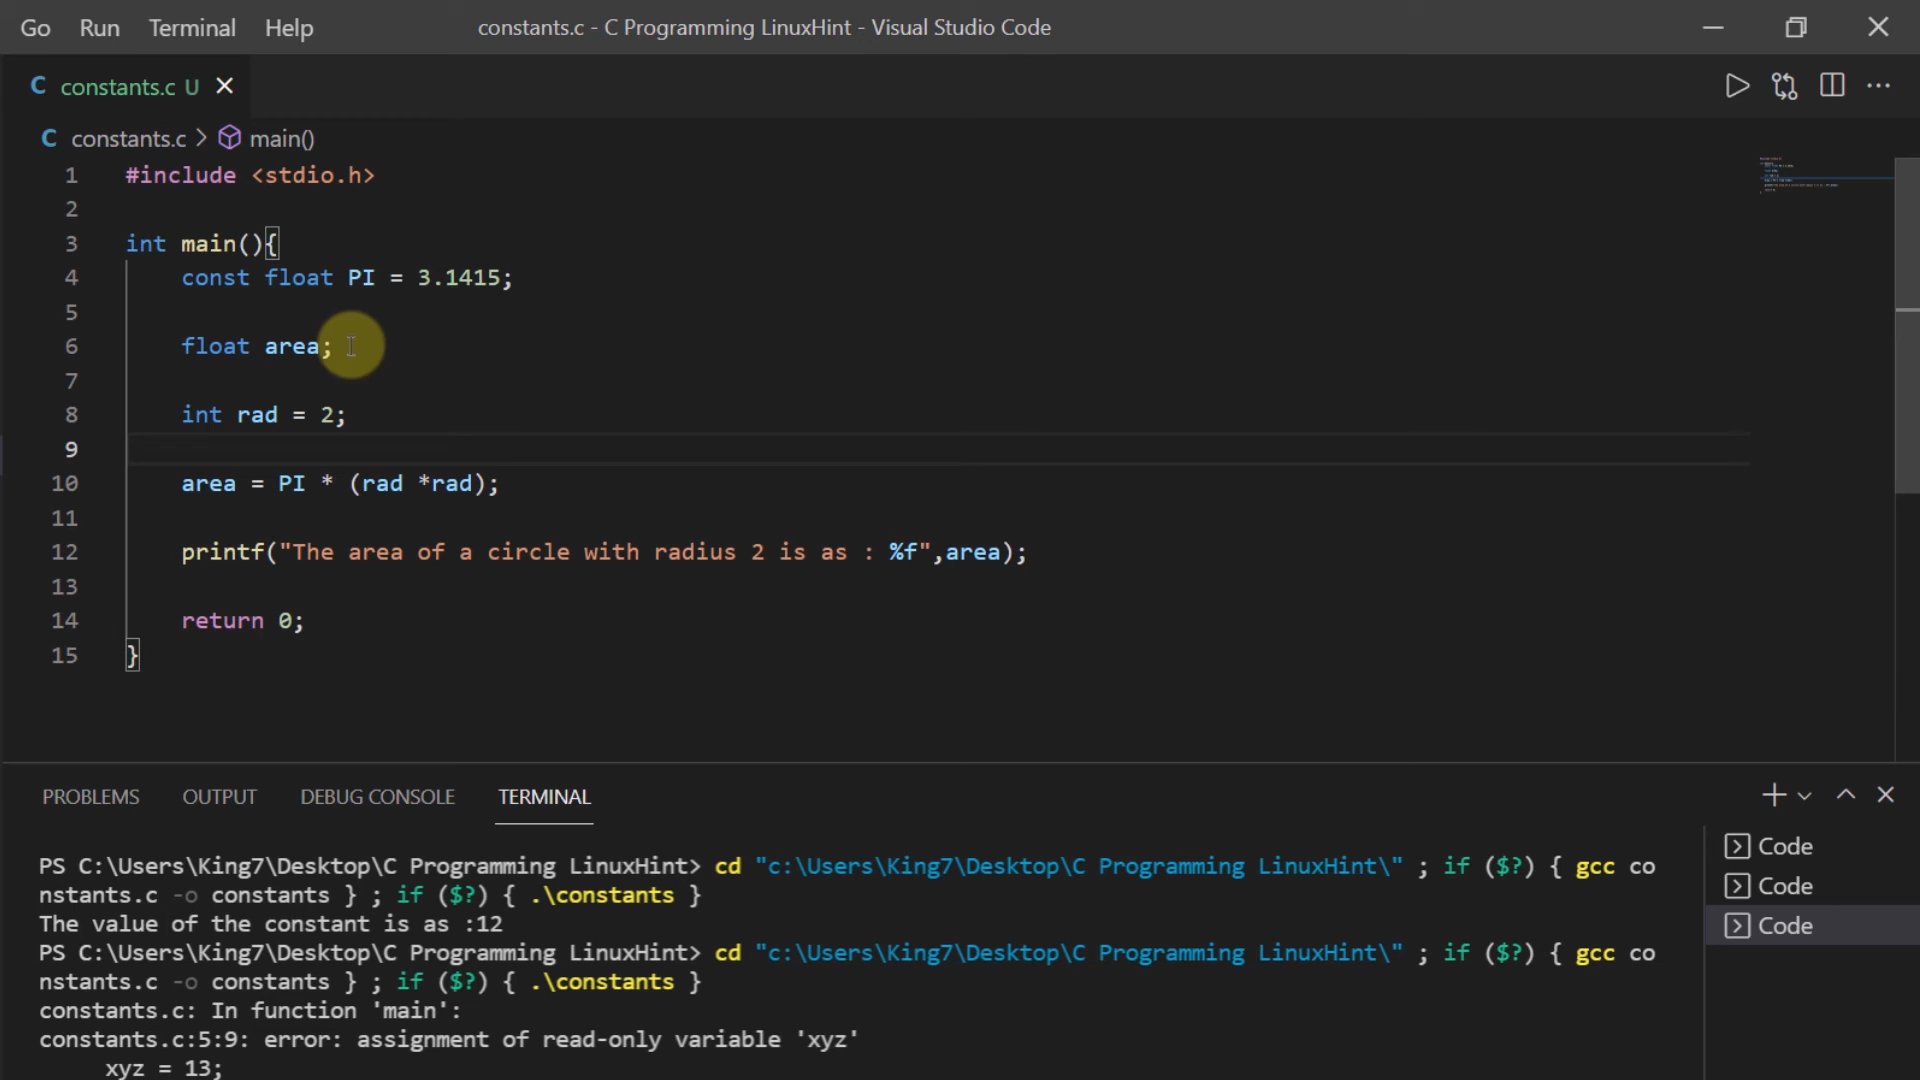 Go Run Terminal Help constants.c - C Programming LinuxHint - Visual Studio Code
C constants.c U
C constants.c > main()
1 #include <stdio.h>
2
3 int main(){
4 const float PI = 3.1415;
5
6 float area;
7
8 int rad = 2;
9
10 area = PI * (rad *rad);
11
12 printf("The area of a circle with radius 2 is as : %f",area);
13
14 return 0;
15 }
PROBLEMS OUTPUT DEBUG CONSOLE TERMINAL
PS C:\Users\King7\Desktop\C Programming LinuxHint> cd "c:\Users\King7\Desktop\C Programming LinuxHint\" ; if ($?) { gcc co
nstants.c -o constants } ; if ($?) { .\constants }
The value of the constant is as :12
PS C:\Users\King7\Desktop\C Programming LinuxHint> cd "c:\Users\King7\Desktop\C Programming LinuxHint\" ; if ($?) { gcc co
nstants.c -o constants } ; if ($?) { .\constants }
constants.c: In function 'main':
constants.c:5:9: error: assignment of read-only variable 'xyz'
xyz = 13;
Code
Code
Code